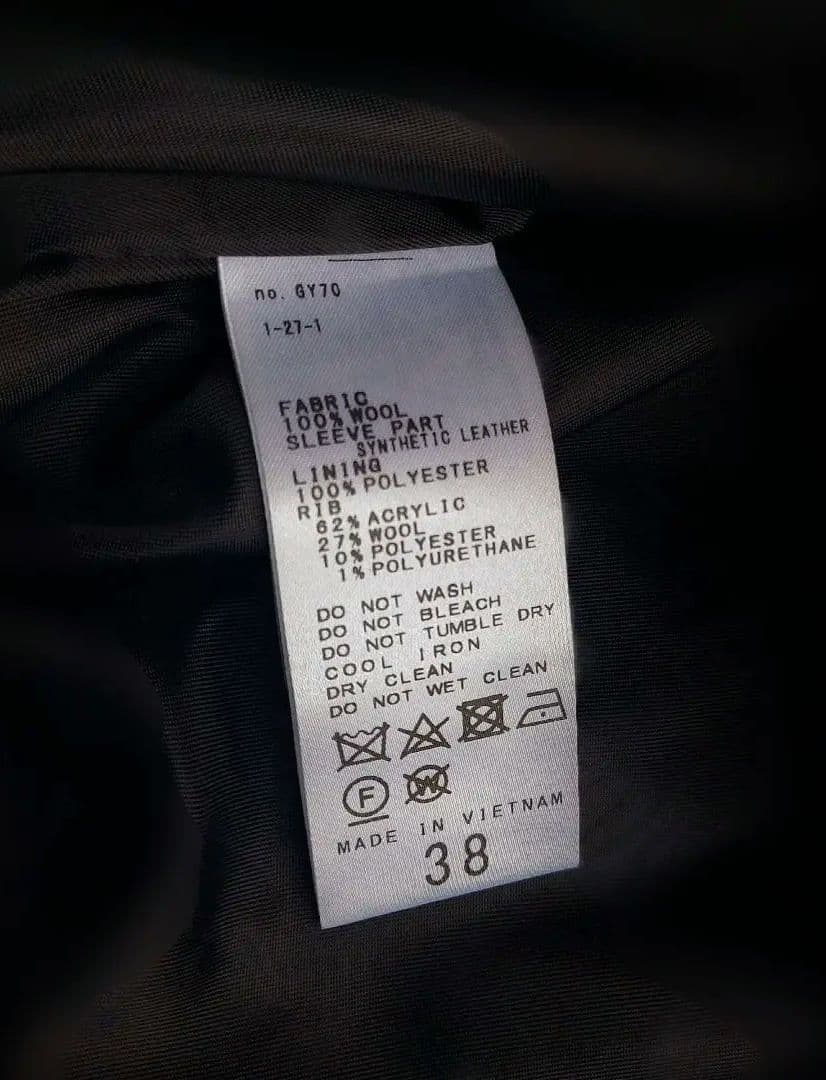 no. GY70
1-27-1
FABRIC
100% WOOL
SLEEVE PART
SYNTHETIC LEATHER
LINING
100% POLYESTER
RIB
62% ACRYLIC
27% WOOL
10% POLYESTER
1% POLYURETHANE
DO NOT WASH
DO NOT BLEACH
DO NOT TUMBLE DRY
COOL IRON
DRY CLEAN
DO NOT WET CLEAN
F W
MADE IN VIETNAM
38